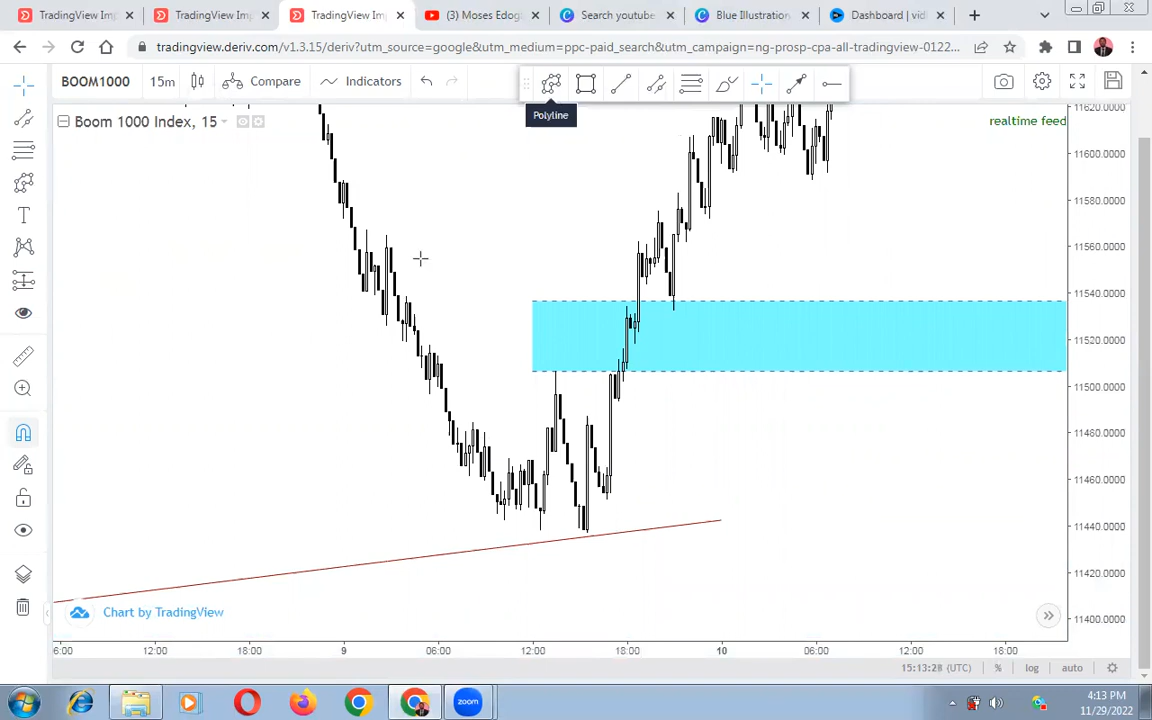 TradingView Imp
TradingView Imp
TradingView Imp
(3) Moses Edog
Search youtube
Blue Illustration
Dashboard | vidl
tradingview.deriv.com/v1.3.15/deriv?utm_source=google&utm_medium=ppc-paid_search&utm_campaign=ng-prosp-cpa-all-tradingview-0122...
BOOM1000
15m
Compare
Indicators
Polyline
Boom 1000 Index, 15
realtime feed
11620.0000
11600.0000
11580.0000
11560.0000
11540.0000
11520.0000
11500.0000
11480.0000
11460.0000
11440.0000
11420.0000
11400.0000
Chart by TradingView
6:00
12:00
18:00
9
06:00
12:00
18:00
10
06:00
12:00
18:00
15:13:28 (UTC)
%
log
auto
zoom
4:13 PM
11/29/2022